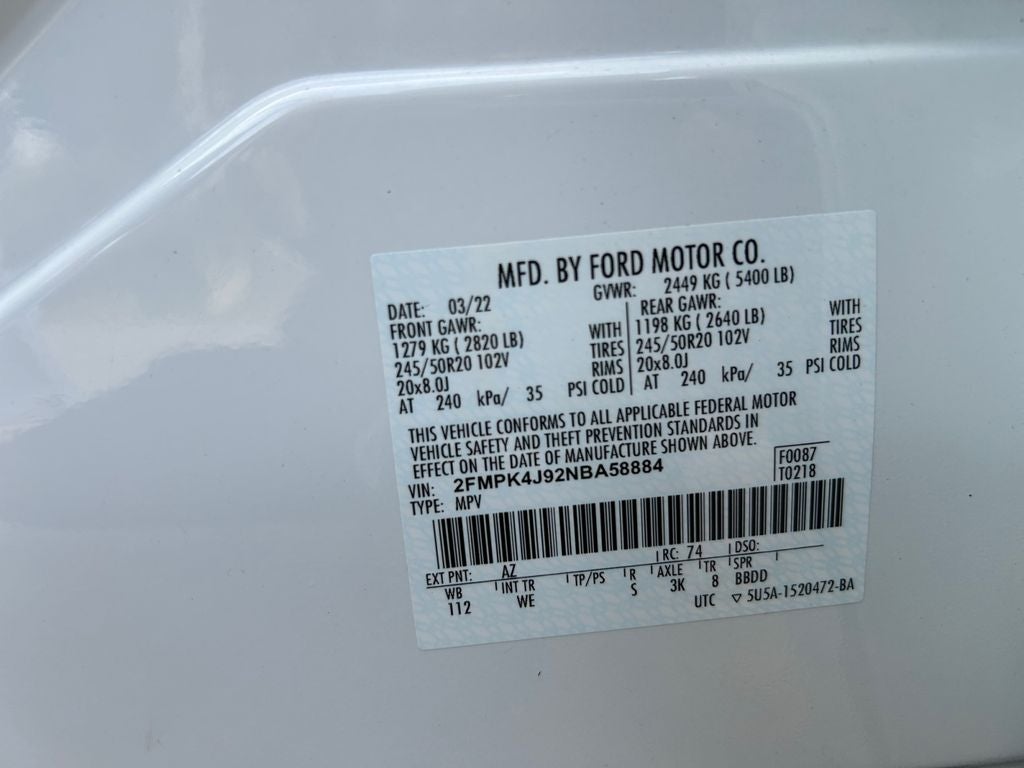 MFD. BY FORD MOTOR CO.
DATE: 03/22 GVWR: 2449 KG ( 5400 LB)
FRONT GAWR: REAR GAWR:
1279 KG ( 2820 LB) WITH 1198 KG ( 2640 LB) WITH
245/50R20 102V TIRES 245/50R20 102V TIRES
20x8.0J RIMS 20x8.0J RIMS
AT 240 kPa/ 35 PSI COLD AT 240 kPa/ 35 PSI COLD
THIS VEHICLE CONFORMS TO ALL APPLICABLE FEDERAL MOTOR
VEHICLE SAFETY AND THEFT PREVENTION STANDARDS IN
EFFECT ON THE DATE OF MANUFACTURE SHOWN ABOVE.
VIN: 2FMPK4J92NBA58884 F0087
TYPE: MPV T0218
EXT PNT: AZ RC: 74 DSO:
WB INT TR TP/PS R AXLE TR SPR
112 WE S 3K 8 BBDD
UTC ▽ 5U5A-1520472-BA